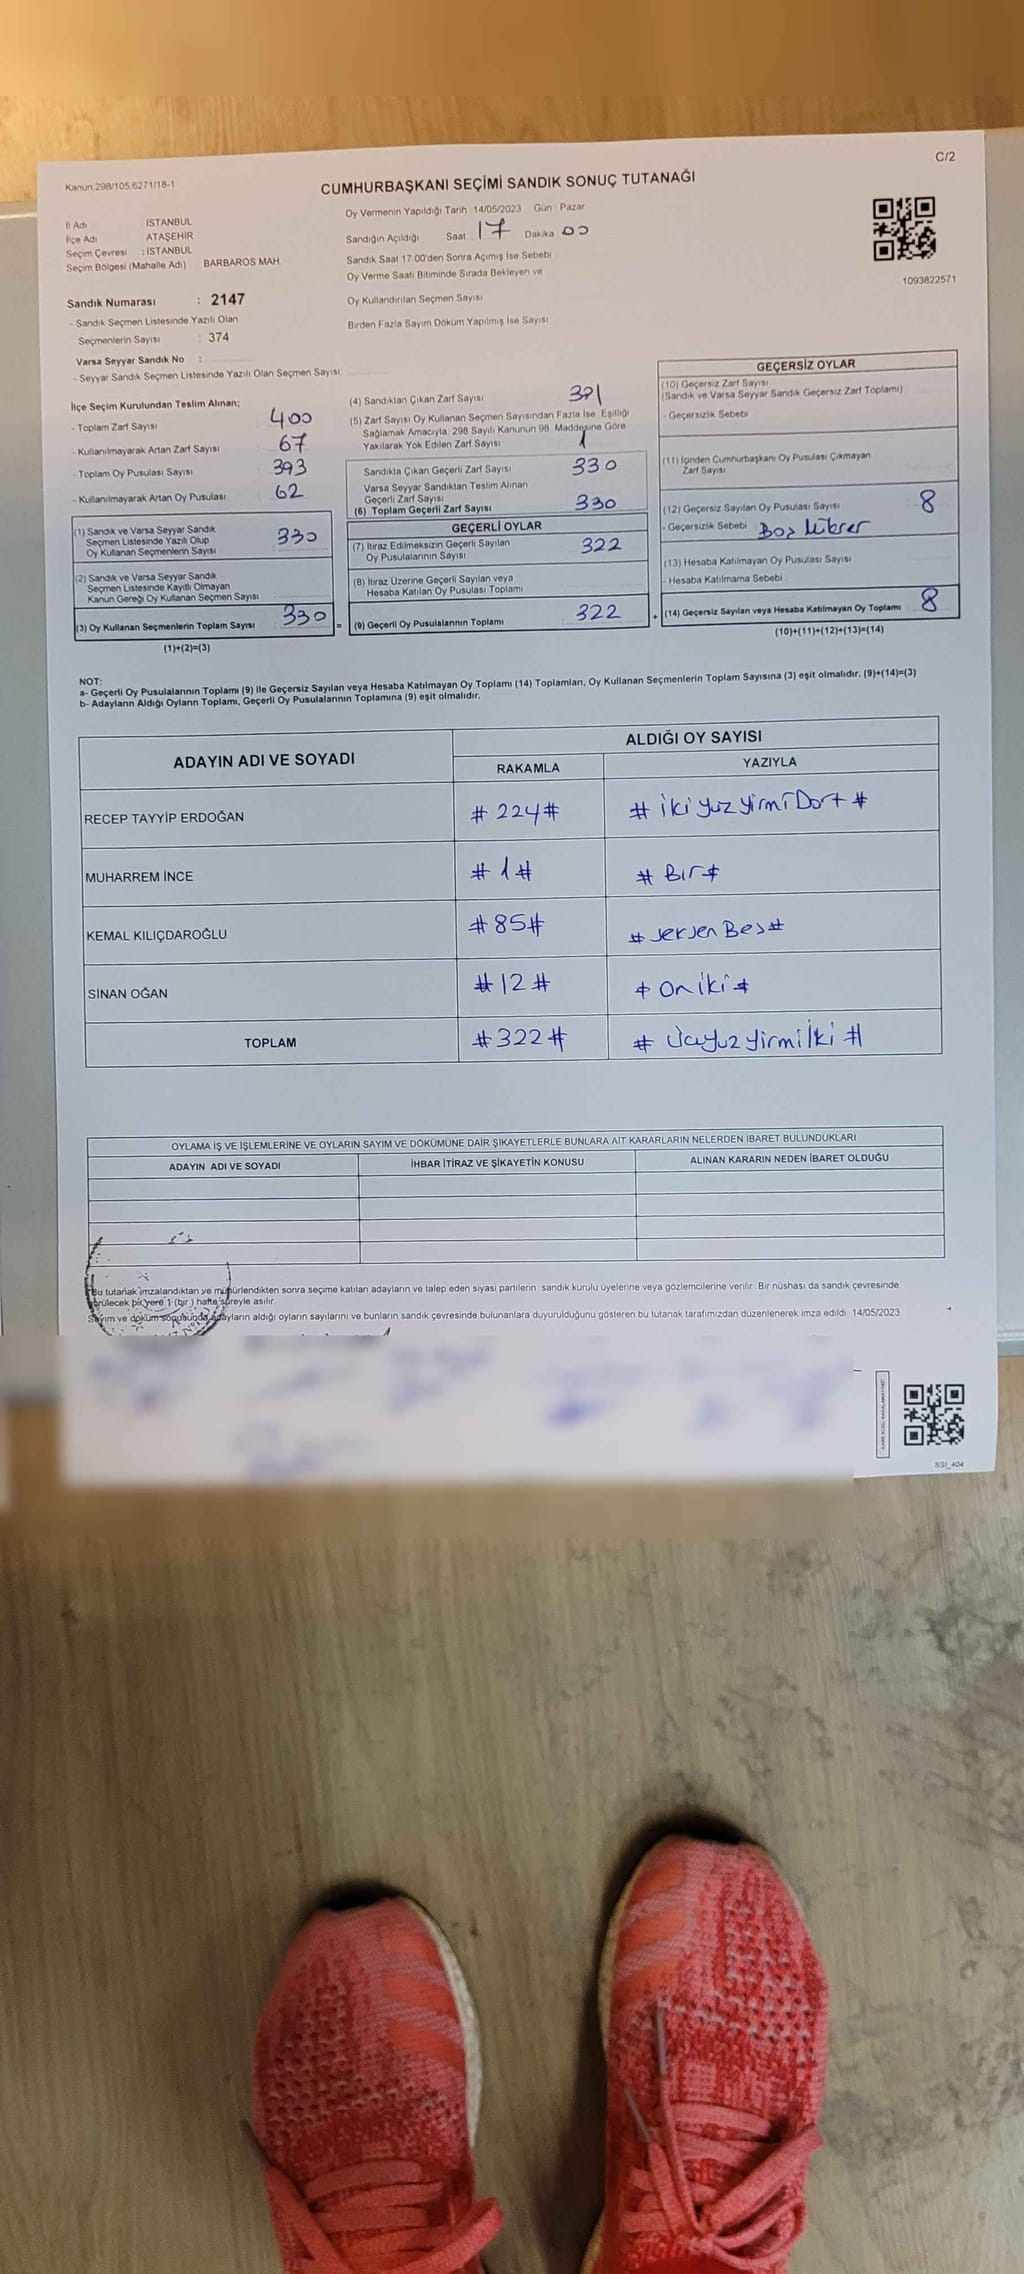 C/2
Kanun:298/105,6271/18-1
CUMHURBAŞKANI SEÇİMİ SANDIK SONUÇ TUTANAĞI
İl Adı : İSTANBUL
İlçe Adı : ATAŞEHİR
Seçim Çevresi : İSTANBUL
Seçim Bölgesi (Mahalle Adı) BARBAROS MAH.
Oy Vermenin Yapıldığı Tarih 14/05/2023 Gün : Pazar
Sandığın Açıldığı Saat 17 Dakika 00
Sandık Saat 17.00'den Sonra Açımış İse Sebebi
Oy Verme Saati Bitiminde Sırada Bekleyen ve
Oy Kullandırılan Seçmen Sayısı
Birden Fazla Sayım Döküm Yapılmış İse Sayısı
1093822571
Sandık Numarası : 2147
- Sandık Seçmen Listesinde Yazılı Olan
Seçmenlerin Sayısı : 374
Varsa Seyyar Sandık No :
- Seyyar Sandık Seçmen Listesinde Yazılı Olan Seçmen Sayısı
İlçe Seçim Kurulundan Teslim Alınan;
- Toplam Zarf Sayısı : 400
- Kullanılmayarak Artan Zarf Sayısı : 67
- Toplam Oy Pusulası Sayısı : 393
- Kullanılmayarak Artan Oy Pusulası : 62
(1) Sandık ve Varsa Seyyar Sandık
Seçmen Listesinde Yazılı Olup
Oy Kullanan Seçmenlerin Sayısı 330
(2) Sandık ve Varsa Seyyar Sandık
Seçmen Listesinde Kayıtlı Olmayan
Kanun Gereği Oy Kullanan Seçmen Sayısı
(3) Oy Kullanan Seçmenlerin Toplam Sayısı 330 =
(1)+(2)=(3)
(4) Sandıktan Çıkan Zarf Sayısı 331
(5) Zarf Sayısı Oy Kullanan Seçmen Sayısından Fazla İse, Eşitliği
Sağlamak Amacıyla, 298 Sayılı Kanunun 98. Maddesine Göre
Yakılarak Yok Edilen Zarf Sayısı 1
Sandıkta Çıkan Geçerli Zarf Sayısı 330
Varsa Seyyar Sandıktan Teslim Alınan
Geçerli Zarf Sayısı
(6) Toplam Geçerli Zarf Sayısı 330
GEÇERLİ OYLAR
(7) İtiraz Edilmeksizin Geçerli Sayılan
Oy Pusulalarının Sayısı 322
(8) İtiraz Üzerine Geçerli Sayılan veya
Hesaba Katılan Oy Pusulası Toplamı
(9) Geçerli Oy Pusulalarının Toplamı 322 +
GEÇERSİZ OYLAR
(10) Geçersiz Zarf Sayısı
(Sandık ve Varsa Seyyar Sandık Geçersiz Zarf Toplamı)
- Geçersizlik Sebebi
(11) İçinden Cumhurbaşkanı Oy Pusulası Çıkmayan
Zarf Sayısı
(12) Geçersiz Sayılan Oy Pusulası Sayısı 8
- Geçersizlik Sebebi Boş
(13) Hesaba Katılmayan Oy Pusulası Sayısı
- Hesaba Katılmama Sebebi
(14) Geçersiz Sayılan veya Hesaba Katılmayan Oy Toplamı 8
(10)+(11)+(12)+(13)=(14)
NOT:
a- Geçerli Oy Pusulalarının Toplamı (9) ile Geçersiz Sayılan veya Hesaba Katılmayan Oy Toplamı (14) Toplamları, Oy Kullanan Seçmenlerin Toplam Sayısına (3) eşit olmalıdır. (9)+(14)=(3)
b- Adayların Aldığı Oyların Toplamı, Geçerli Oy Pusulalarının Toplamına (9) eşit olmalıdır.
ADAYIN ADI VE SOYADI
ALDIĞI OY SAYISI
RAKAMLA YAZIYLA
RECEP TAYYİP ERDOĞAN # 224# # ikiyüzyirmiDort #
MUHARREM İNCE # 1 # # Bir#
KEMAL KILIÇDAROĞLU # 85# # seksenBeş#
SİNAN OĞAN # 12 # # oniki #
TOPLAM #322# # Üçyüzyirmiiki #
OYLAMA İŞ VE İŞLEMLERİNE VE OYLARIN SAYIM VE DÖKÜMÜNE DAİR ŞİKAYETLERLE BUNLARA AİT KARARLARIN NELERDEN İBARET BULUNDUKLARI
ADAYIN ADI VE SOYADI İHBAR İTİRAZ VE ŞİKAYETİN KONUSU ALINAN KARARIN NEDEN İBARET OLDUĞU
Bu tutanak imzalandıktan ve mühürlendikten sonra seçime katılan adayların ve talep eden siyasi partilerin sandık kurulu üyelerine veya gözlemcilerine verilir. Bir nüshası da sandık çevresinde
görülecek bir yere 1 (bir) hafta süreyle asılır.
Sayım ve döküm sonucunda adayların aldığı oyların sayılarını ve bunların sandık çevresinde bulunanlara duyurulduğunu gösteren bu tutanak tarafımızdan düzenlenerek imza edildi. 14/05/2023
SSI_404